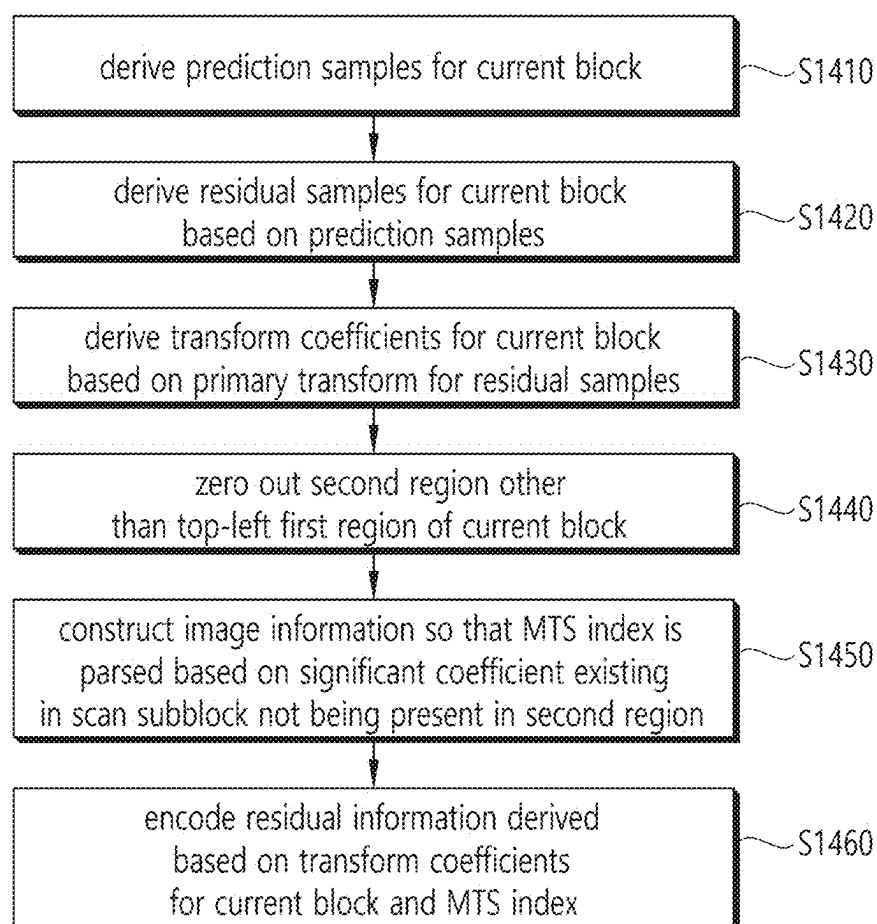 derive prediction samples for current block
S1410
derive residual samples for current block
based on prediction samples
S1420
derive transform coefficients for current block
based on primary transform for residual samples
S1430
zero out second region other
than top-left first region of current block
S1440
construct image information so that MTS index is
parsed based on significant coefficient existing
in scan subblock not being present in second region
S1450
encode residual information derived
based on transform coefficients
for current block and MTS index
S1460